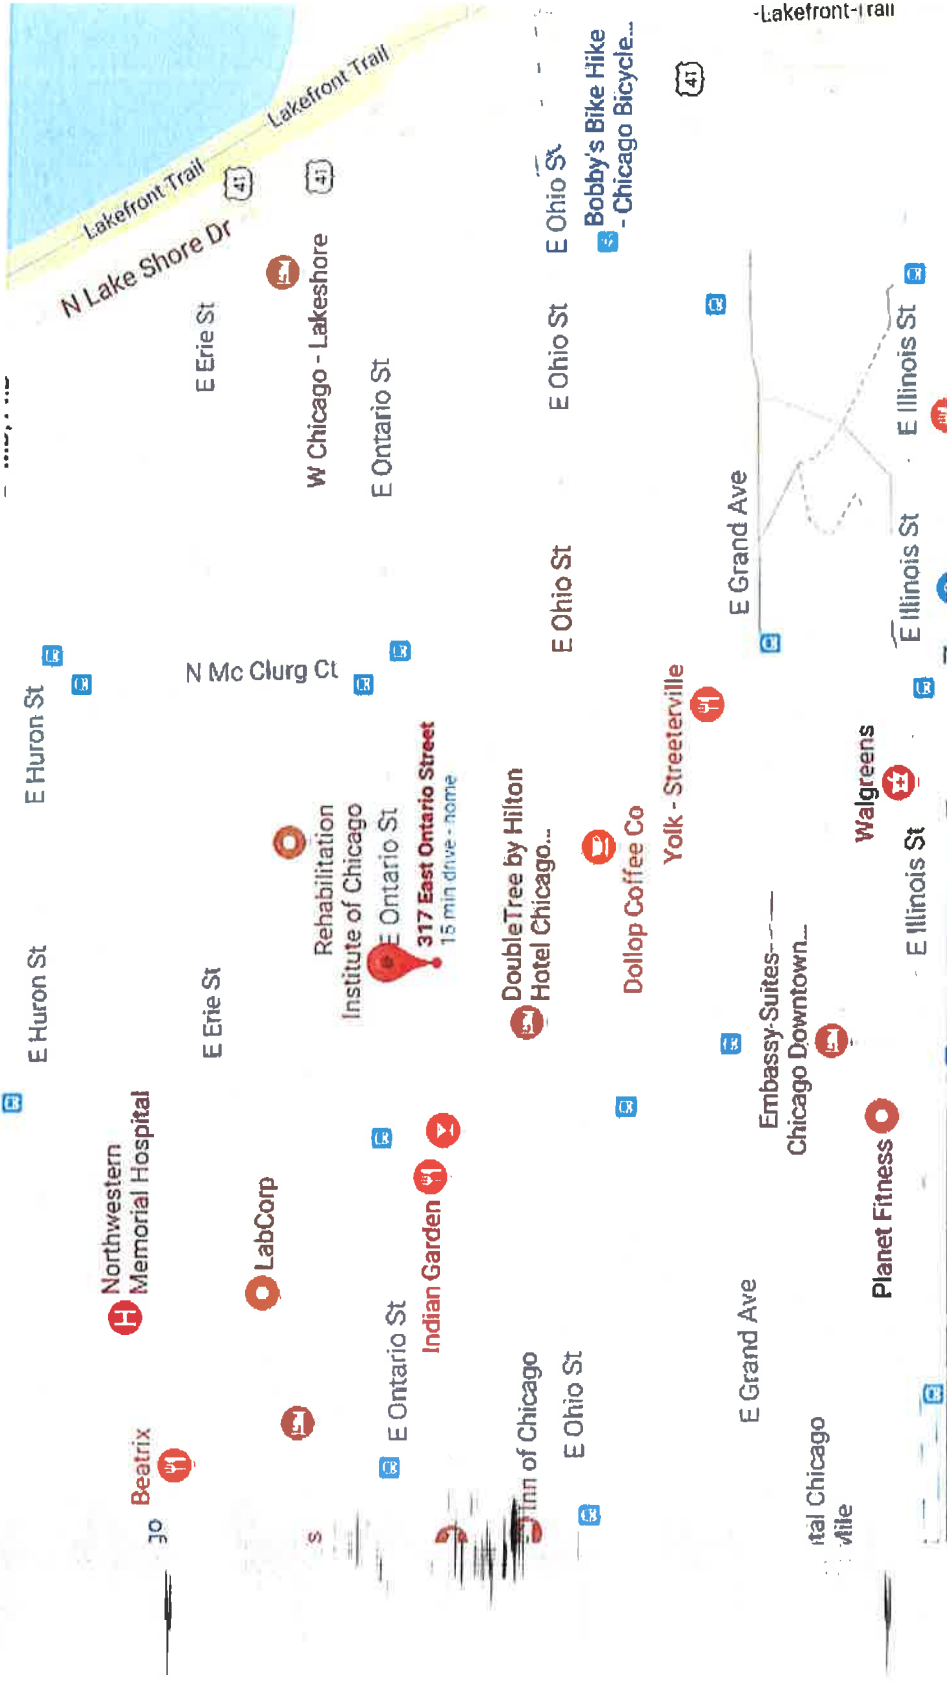 Lakefront Trail
Lakefront Trail
N Lake Shore Dr
41
41
E Erie St
W Chicago - Lakeshore
E Ontario St
E Ohio St
Bobby's Bike Hike
- Chicago Bicycle...
41
-Lakefront-Trail
E Ohio St
E Illinois St
E Huron St
N Mc Clurg Ct
E Ohio St
E Grand Ave
E Illinois St
Rehabilitation
Institute of Chicago
E Ontario St
317 East Ontario Street
15 min drive - home
DoubleTree by Hilton
Hotel Chicago...
Dollop Coffee Co
Yolk - Streeterville
Walgreens
E Illinois St
E Huron St
E Erie St
Embassy-Suites-
Chicago Downtown...
Northwestern
Memorial Hospital
LabCorp
Indian Garden
Planet Fitness
Beatrix
E Ontario St
Inn of Chicago
E Ohio St
E Grand Ave
ital Chicago
Mile